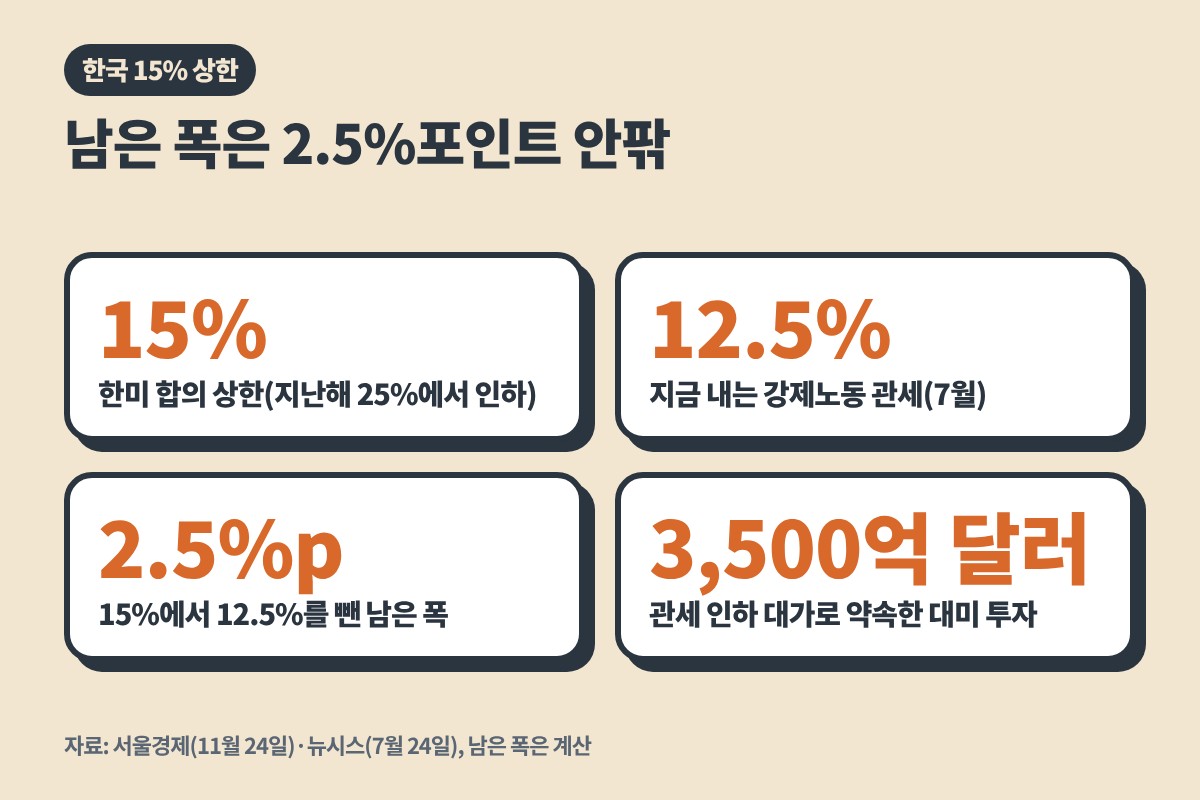 한국 15% 상한
남은 폭은 2.5%포인트 안팎
15%
한미 합의 상한(지난해 25%에서 인하)
12.5%
지금 내는 강제노동 관세(7월)
2.5%p
15%에서 12.5%를 뺀 남은 폭
3,500억 달러
관세 인하 대가로 약속한 대미 투자
자료: 서울경제(11월 24일)·뉴시스(7월 24일), 남은 폭은 계산